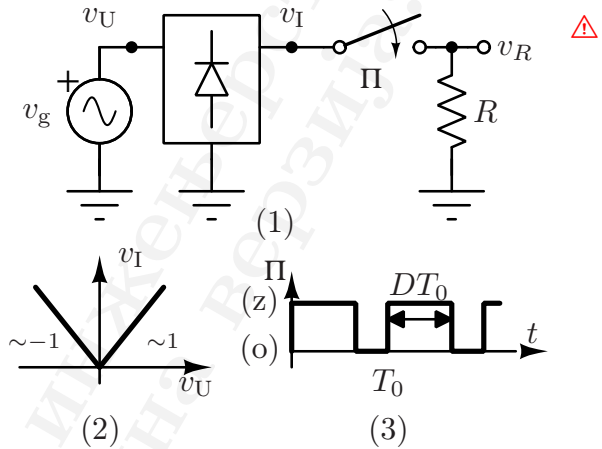 v_U
v_I
v_R
+
v_g
Π
R
(1)
v_I
∼−1
∼1
v_U
(2)
Π
(z)
(o)
DT_0
t
T_0
(3)